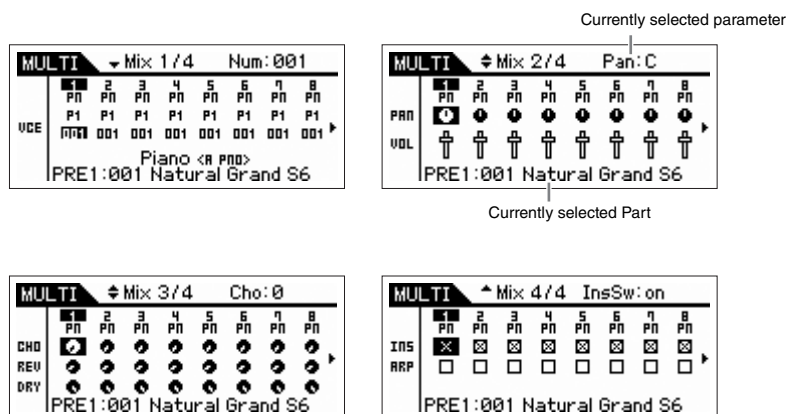 Currently selected parameter
MULTI Mix 1/4 Num:001
1 2 3 4 5 6 7 8
Pn Pn Pn Pn Pn Pn Pn Pn
P1 P1 P1 P1 P1 P1 P1 P1
VCE
001 001 001 001 001 001 001 001
Piano <A PNO>
PRE1:001 Natural Grand S6
MULTI Mix 2/4 Pan:C
1 2 3 4 5 6 7 8
Pn Pn Pn Pn Pn Pn Pn Pn
PAN
VOL
PRE1:001 Natural Grand S6
Currently selected Part
MULTI Mix 3/4 Cho:0
1 2 3 4 5 6 7 8
Pn Pn Pn Pn Pn Pn Pn Pn
CHO
REV
DRY
PRE1:001 Natural Grand S6
MULTI Mix 4/4 InsSw:on
1 2 3 4 5 6 7 8
Pn Pn Pn Pn Pn Pn Pn Pn
INS
ARP
PRE1:001 Natural Grand S6